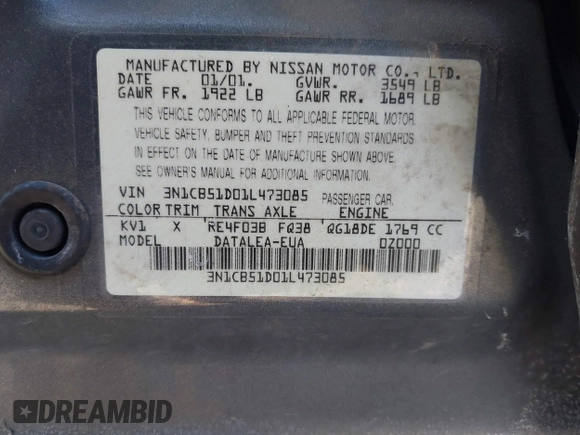 MANUFACTURED BY NISSAN MOTOR CO., LTD.
DATE 01/01. GVWR. 3549 LB
GAWR FR. 1922 LB GAWR RR. 1689 LB
THIS VEHICLE CONFORMS TO ALL APPLICABLE FEDERAL MOTOR
VEHICLE SAFETY, BUMPER AND THEFT PREVENTION STANDARDS
IN EFFECT ON THE DATE OF MANUFACTURE SHOWN ABOVE.
SEE OWNER'S MANUAL FOR ADDITIONAL INFORMATION.
VIN 3N1CB51D01L473085 PASSENGER CAR.
COLOR TRIM TRANS AXLE ENGINE
KV1 X RE4F03B FQ38 QG18DE 1769 CC
MODEL DATALEA-EUA 0Z000
3N1CB51D01L473085
DREAMBID